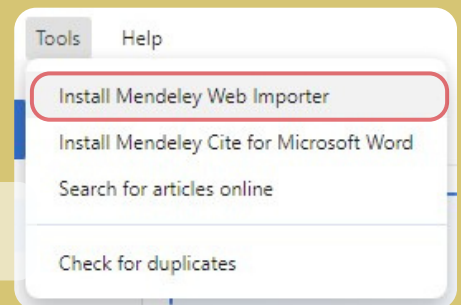 Tools Help
Install Mendeley Web Importer
Install Mendeley Cite for Microsoft Word
Search for articles online
Check for duplicates